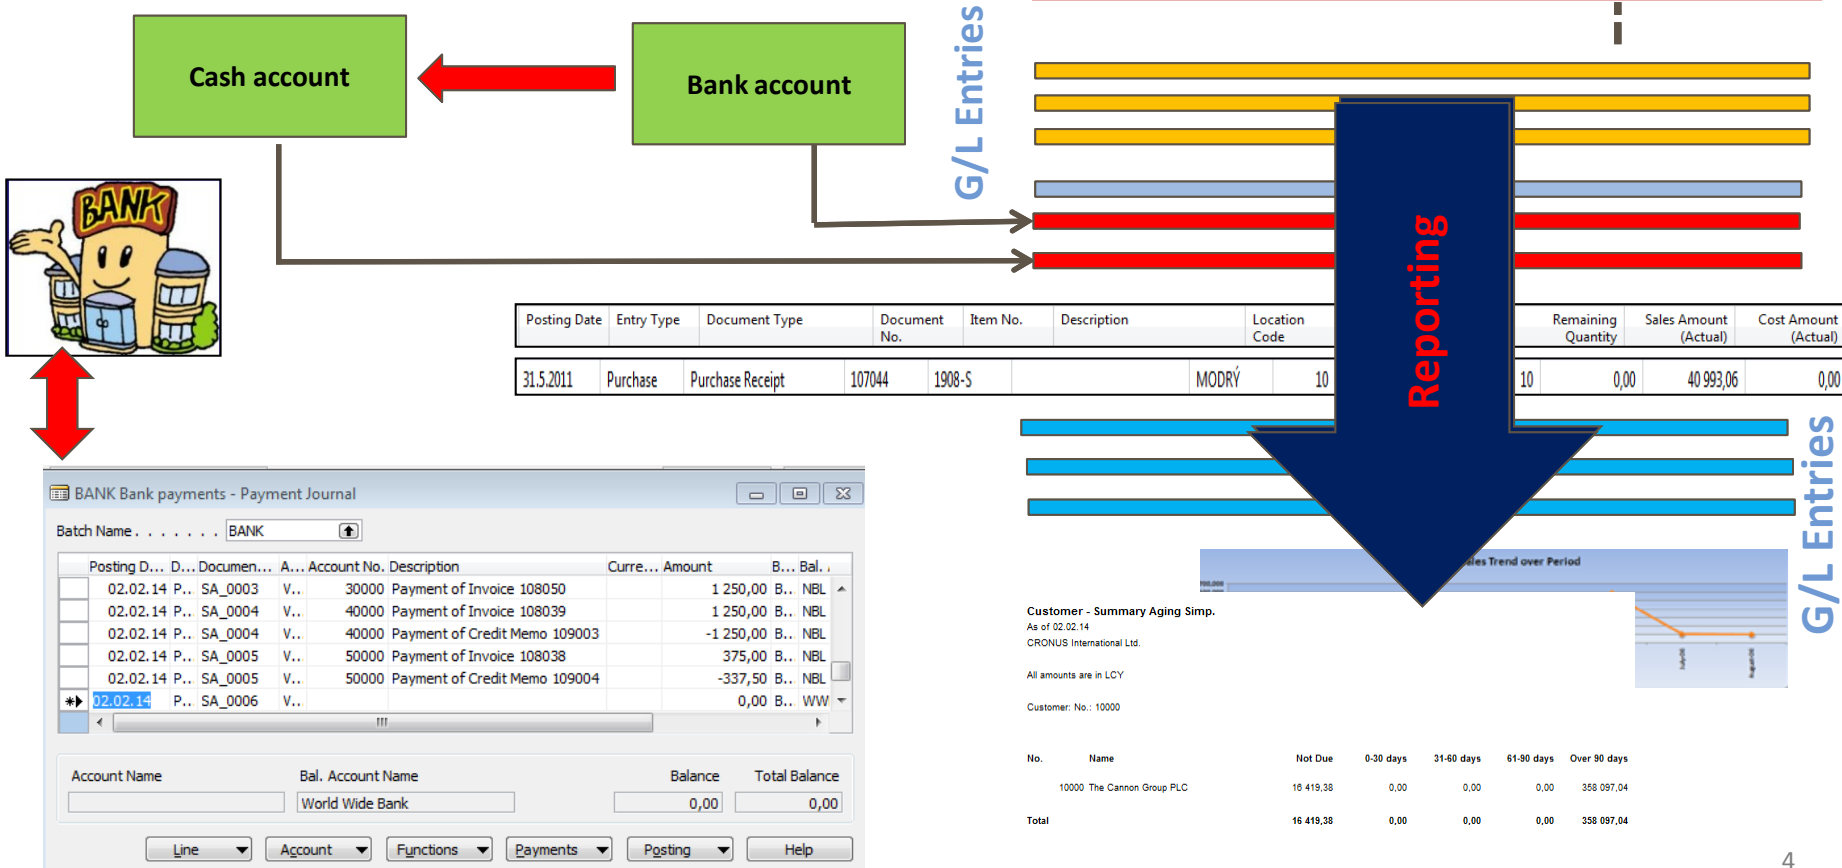 Cash account
Bank account
G/L Entries
BANK
Reporting
Posting Date Entry Type Document Type Document No. Item No. Description Location Code Remaining Quantity Sales Amount (Actual) Cost Amount (Actual)
31.5.2011 Purchase Purchase Receipt 107044 1908-S MODRÝ 10 10 0,00 40 993,06 0,00
G/L Entries
BANK Bank payments - Payment Journal
Batch Name . . . . . . . BANK
Posting D... D... Documen... A... Account No. Description Curre... Amount B... Bal.
02.02.14 P... SA_0003 V... 30000 Payment of Invoice 108050 1 250,00 B... NBL
02.02.14 P... SA_0004 V... 40000 Payment of Invoice 108039 1 250,00 B... NBL
02.02.14 P... SA_0004 V... 40000 Payment of Credit Memo 109003 -1 250,00 B... NBL
02.02.14 P... SA_0005 V... 50000 Payment of Invoice 108038 375,00 B... NBL
02.02.14 P... SA_0005 V... 50000 Payment of Credit Memo 109004 -337,50 B... NBL
02.02.14 P... SA_0006 V... 0,00 B... WW
Account Name Bal. Account Name Balance Total Balance
World Wide Bank 0,00 0,00
Line Account Functions Payments Posting Help
Trend over Period
July-08
August-08
Customer - Summary Aging Simp.
As of 02.02.14
CRONUS International Ltd.
All amounts are in LCY
Customer: No.: 10000
No. Name Not Due 0-30 days 31-60 days 61-90 days Over 90 days
10000 The Cannon Group PLC 16 419,38 0,00 0,00 0,00 358 097,04
Total 16 419,38 0,00 0,00 0,00 358 097,04
4